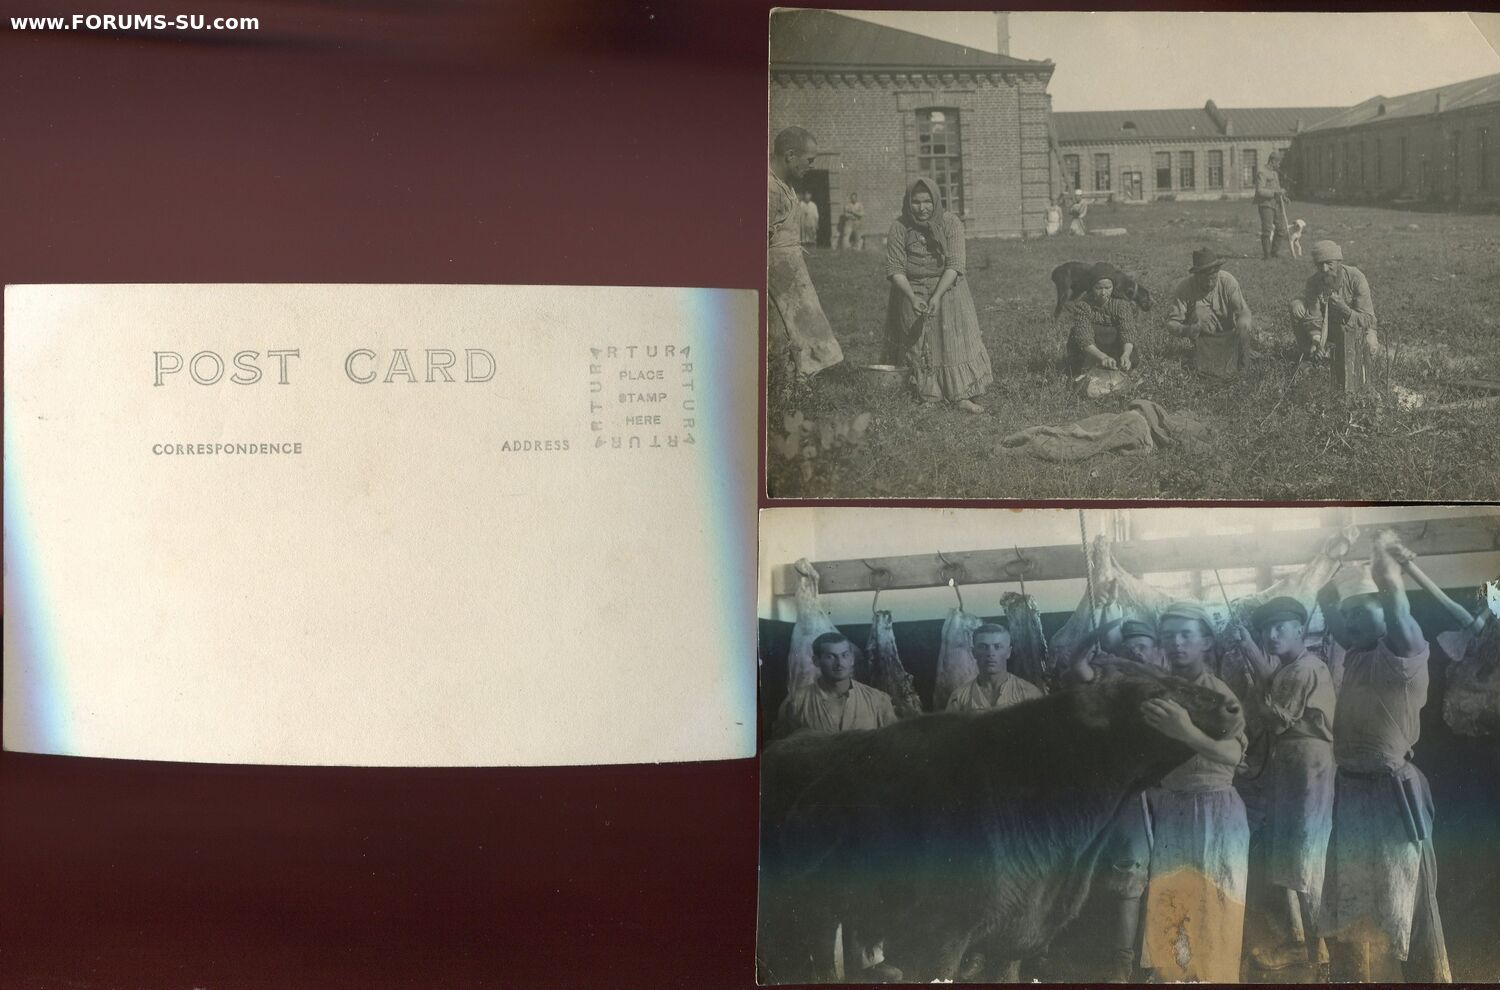 www.FORUMS-SU.com
POST CARD
CORRESPONDENCE
ADDRESS
ARTURA
ARTURA
PLACE
STAMP
HERE
ARTURA
ARTURA